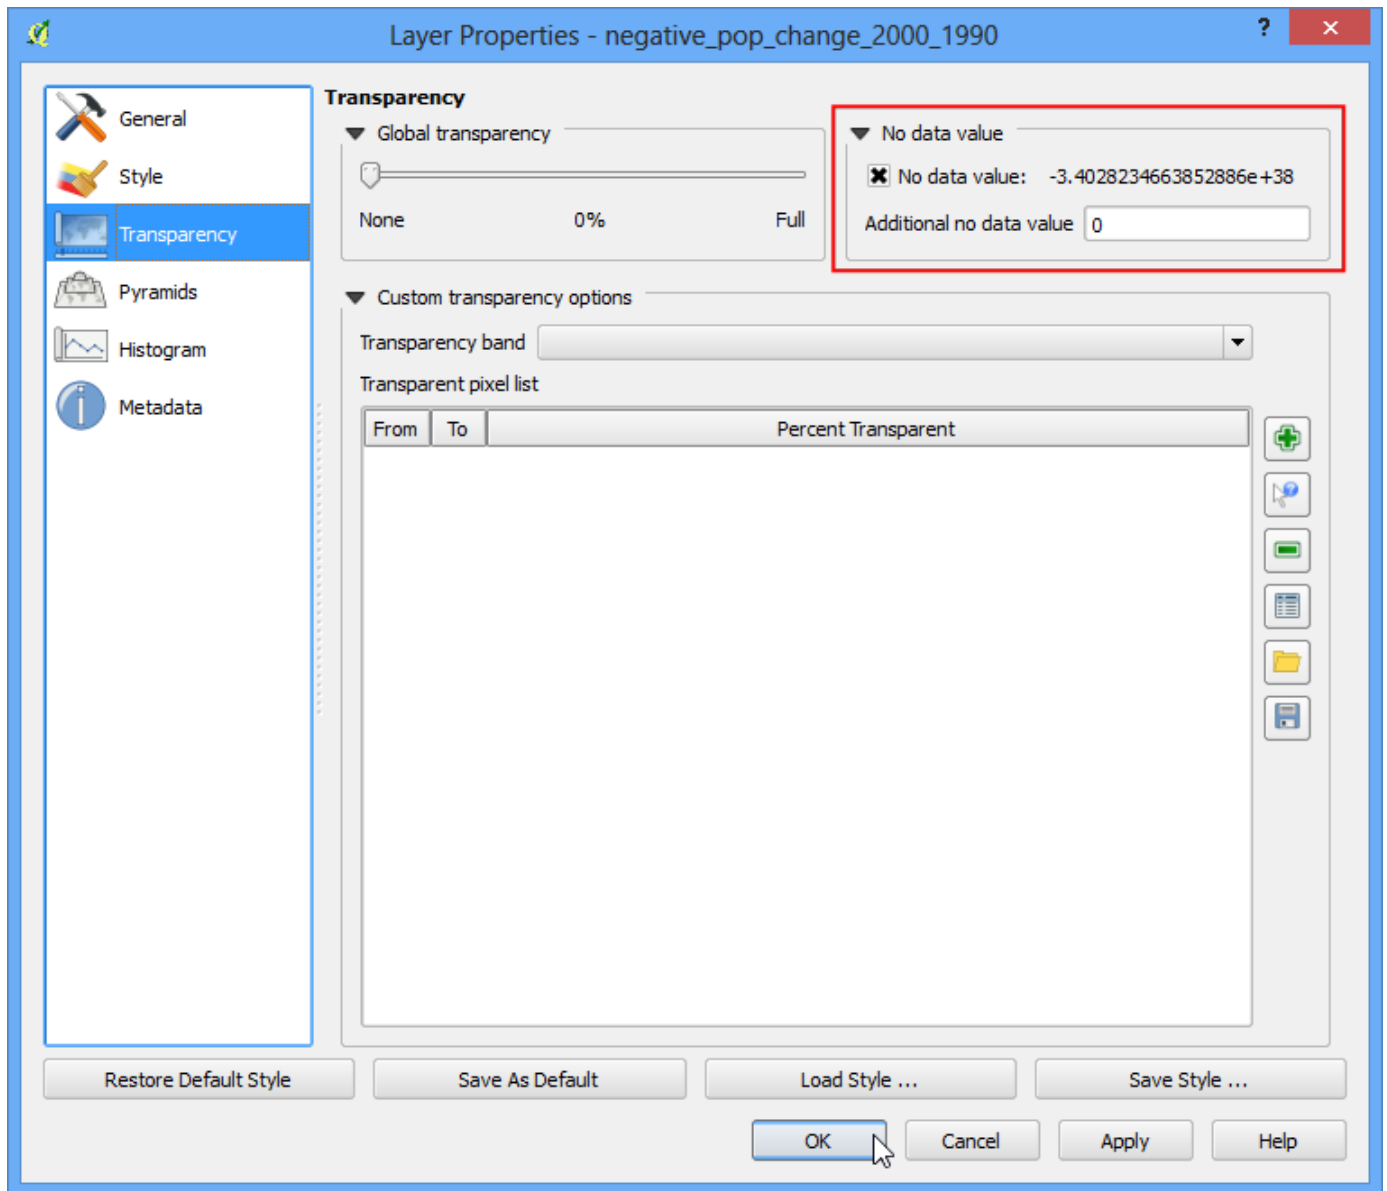 Layer Properties - negative_pop_change_2000_1990
?
General
Style
Transparency
Pyramids
Histogram
Metadata
Transparency
Global transparency
None 0% Full
No data value
No data value: -3.4028234663852886e+38
Additional no data value 0
Custom transparency options
Transparency band
Transparent pixel list
From To Percent Transparent
Restore Default Style Save As Default Load Style ... Save Style ...
OK Cancel Apply Help